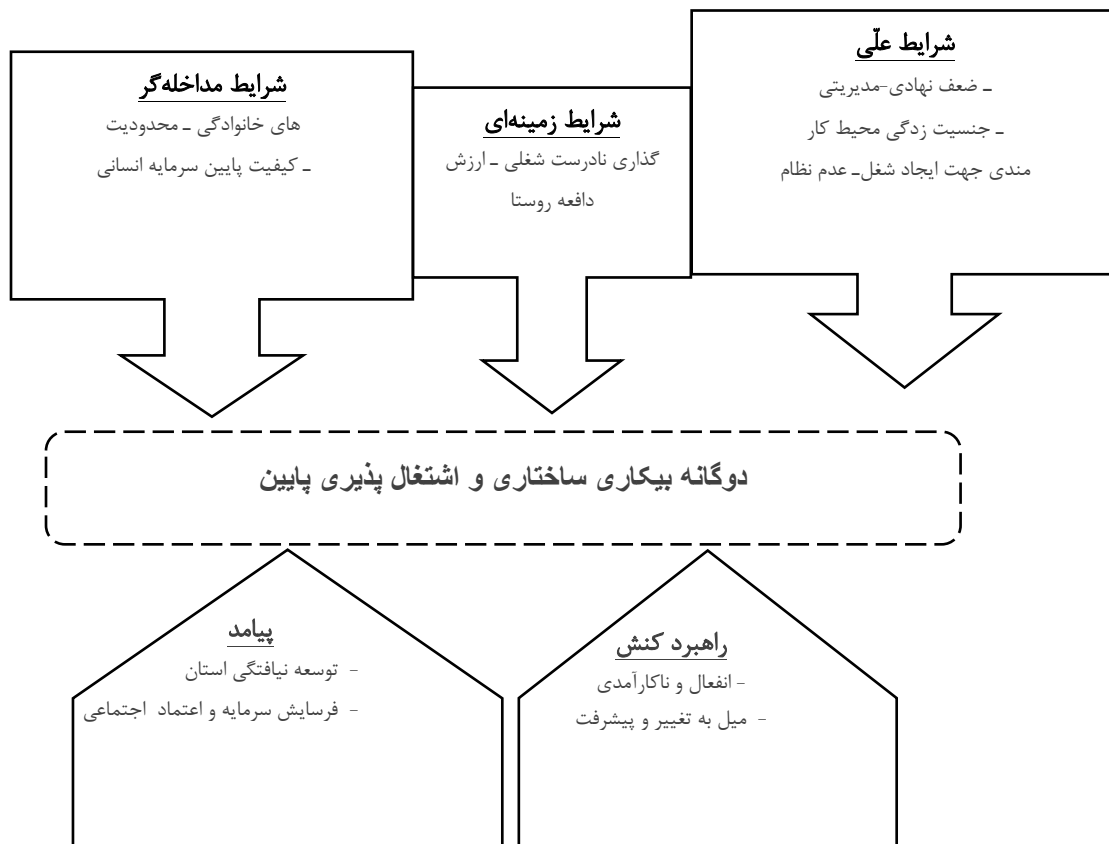 شرایط علّی
ـ ضعف نهادی-مدیریتی
ـ جنسیت زدگی محیط کار
مندی جهت ایجاد شغلـ عدم نظام
شرایط زمینه‌ای
گذاری نادرست شغلی ـ ارزش
دافعه روستا
شرایط مداخله‌گر
های خانوادگی ـ محدودیت
ـ کیفیت پایین سرمایه انسانی
دوگانه بیکاری ساختاری و اشتغال پذیری پایین
راهبرد کنش
- انفعال و ناکارآمدی
- میل به تغییر و پیشرفت
پیامد
- توسعه نیافتگی استان
- فرسایش سرمایه و اعتماد اجتماعی